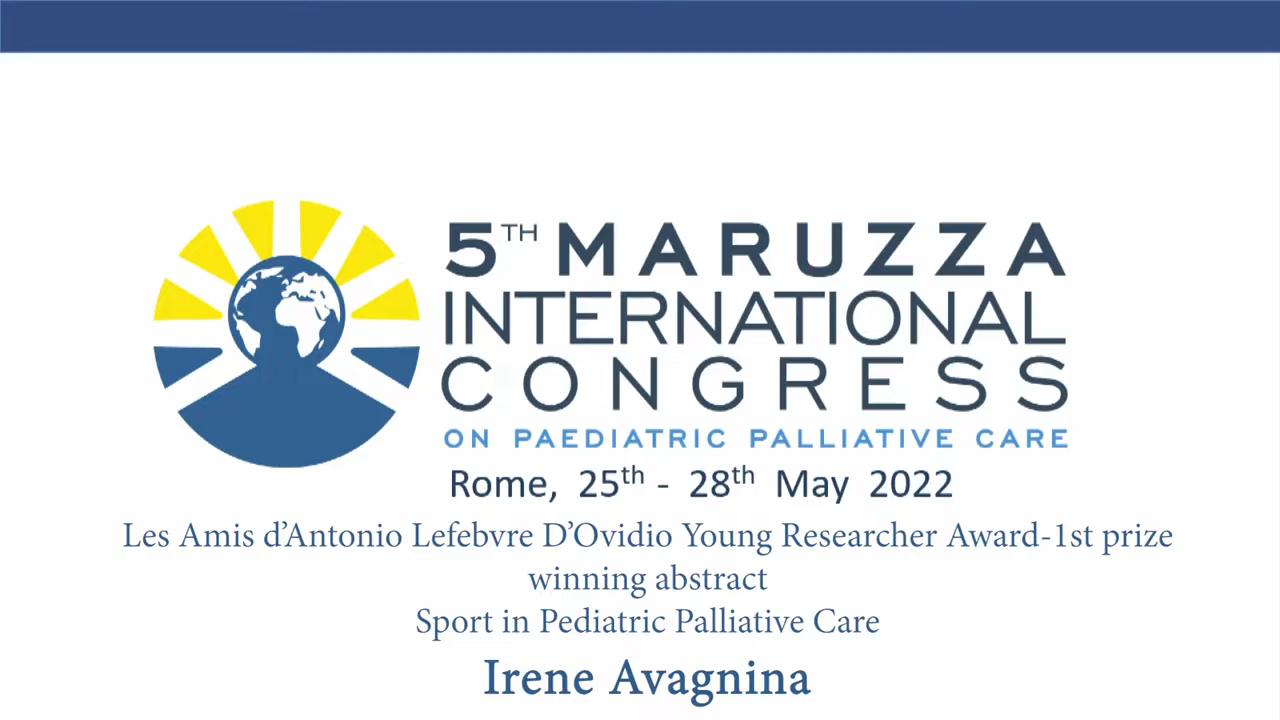 5TH MARUZZA
INTERNATIONAL
CONGRESS
ON PAEDIATRIC PALLIATIVE CARE
Rome, 25th - 28th May 2022
Les Amis d’Antonio Lefebvre D’Ovidio Young Researcher Award-1st prize
winning abstract
Sport in Pediatric Palliative Care
Irene Avagnina